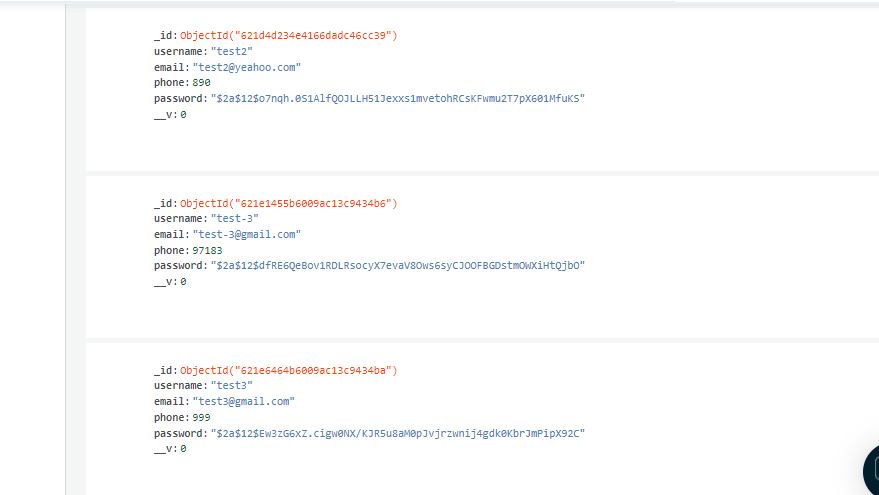 _id: ObjectId("621d4d234e4166dadc46cc39")
username: "test2"
email: "test2@yeahoo.com"
phone: 890
password: "$2a$12$o7nqh.0S1AlfQOJLLH51Jexxs1mvetohRCsKFwmu2T7pX601MfuKS"
__v: 0
_id: ObjectId("621e1455b6009ac13c9434b6")
username: "test-3"
email: "test-3@gmail.com"
phone: 97183
password: "$2a$12$dfRE6QeBov1RDLRsocyX7evaV8Ows6syCJOOFBGDstmOWXiHtQjbO"
__v: 0
_id: ObjectId("621e6464b6009ac13c9434ba")
username: "test3"
email: "test3@gmail.com"
phone: 999
password: "$2a$12$Ew3zG6xZ.cigw0NX/KJR5u8aM0pJvjrzwnij4gdk0KbrJmPipX92C"
__v: 0